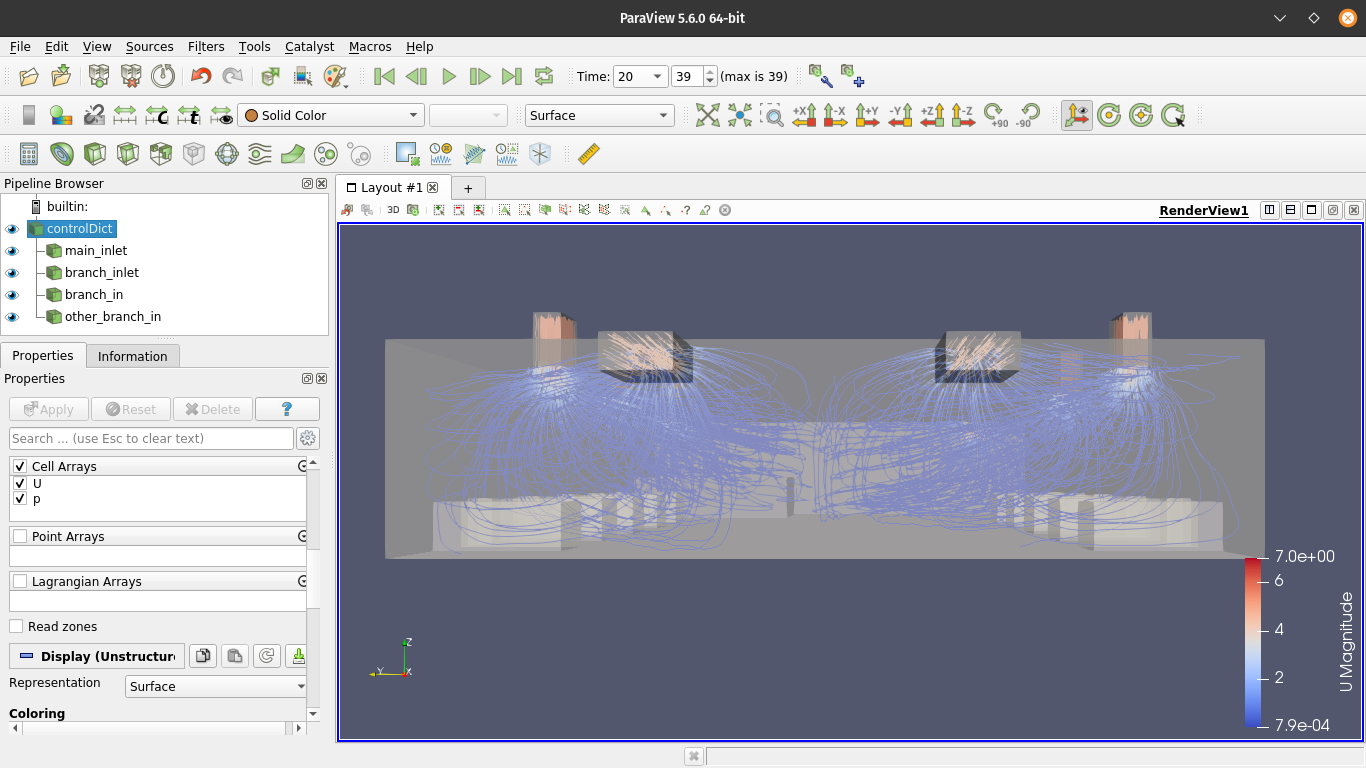 ParaView 5.6.0 64-bit
File Edit View Sources Filters Tools Catalyst Macros Help
Time: 20 39 (max is 39)
Solid Color Surface +X -X +Y -Y +Z -Z +90 -90
Pipeline Browser
builtin:
controlDict
main_inlet
branch_inlet
branch_in
other_branch_in
Properties Information
Properties
Apply Reset Delete ?
Search ... (use Esc to clear text)
Cell Arrays
U
p
Point Arrays
Lagrangian Arrays
Read zones
Display (Unstructur
Representation Surface
Coloring
Layout #1 +
3D RenderView1
7.0e+00
6
4
2
7.9e-04
U Magnitude
Z
Y X